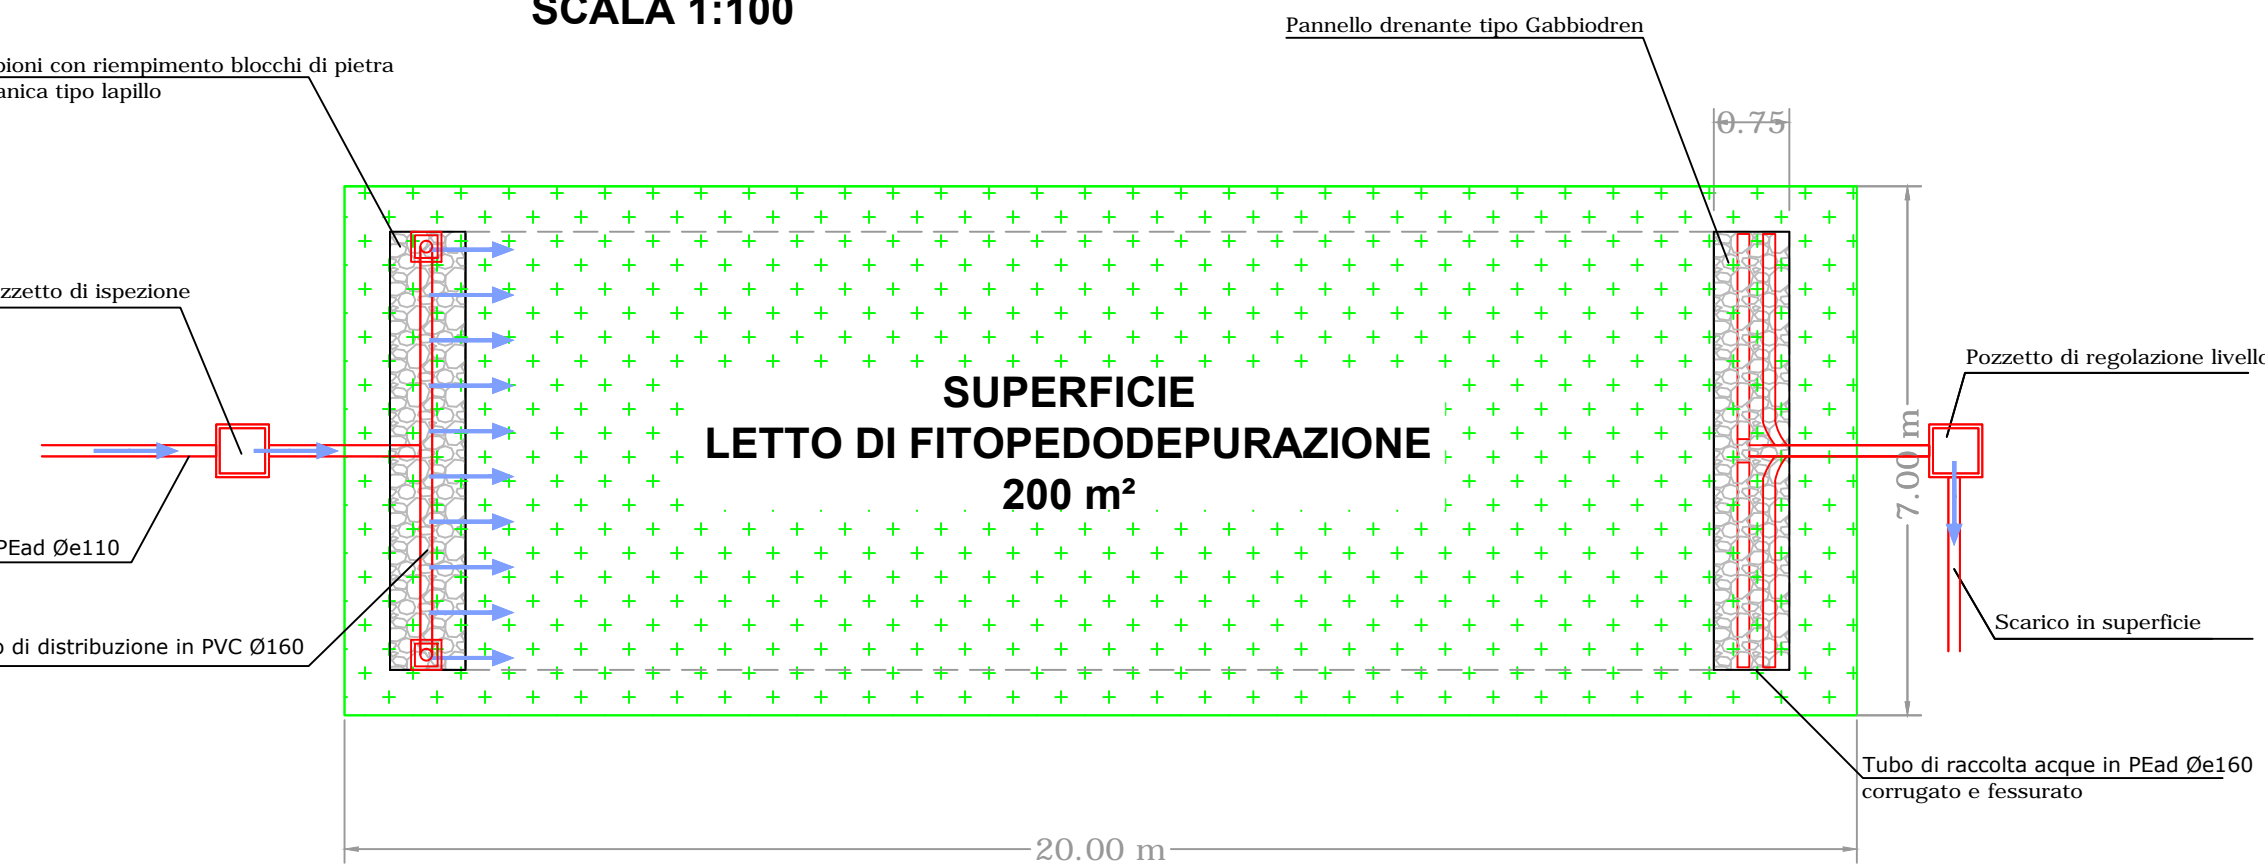 SCALA 1:100
Pannello drenante tipo Gabbiodren
pioni con riempimento blocchi di pietra
anica tipo lapillo
0.75
zzetto di ispezione
Pozzetto di regolazione livello
SUPERFICIE
LETTO DI FITOPEDODEPURAZIONE
200 m²
7.00 m
PEad Øe110
o di distribuzione in PVC Ø160
Scarico in superficie
Tubo di raccolta acque in PEad Øe160
corrugato e fessurato
20.00 m